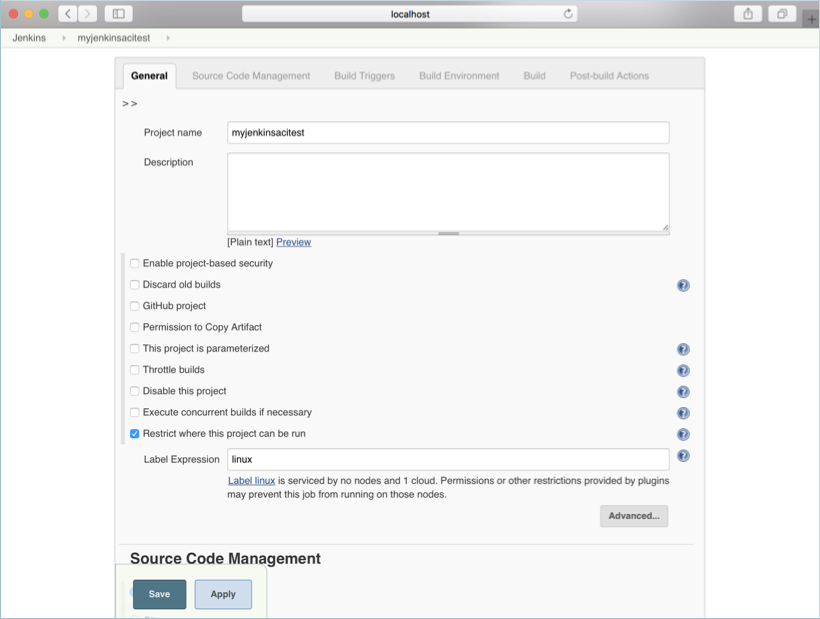 localhost
Jenkins myjenkinsacitest
General Source Code Management Build Triggers Build Environment Build Post-build Actions
>>
Project name myjenkinsacitest
Description
[Plain text] Preview
Enable project-based security
Discard old builds
GitHub project
Permission to Copy Artifact
This project is parameterized
Throttle builds
Disable this project
Execute concurrent builds if necessary
Restrict where this project can be run
Label Expression linux
Label linux is serviced by no nodes and 1 cloud. Permissions or other restrictions provided by plugins
may prevent this job from running on those nodes.
Advanced...
Source Code Management
Save Apply